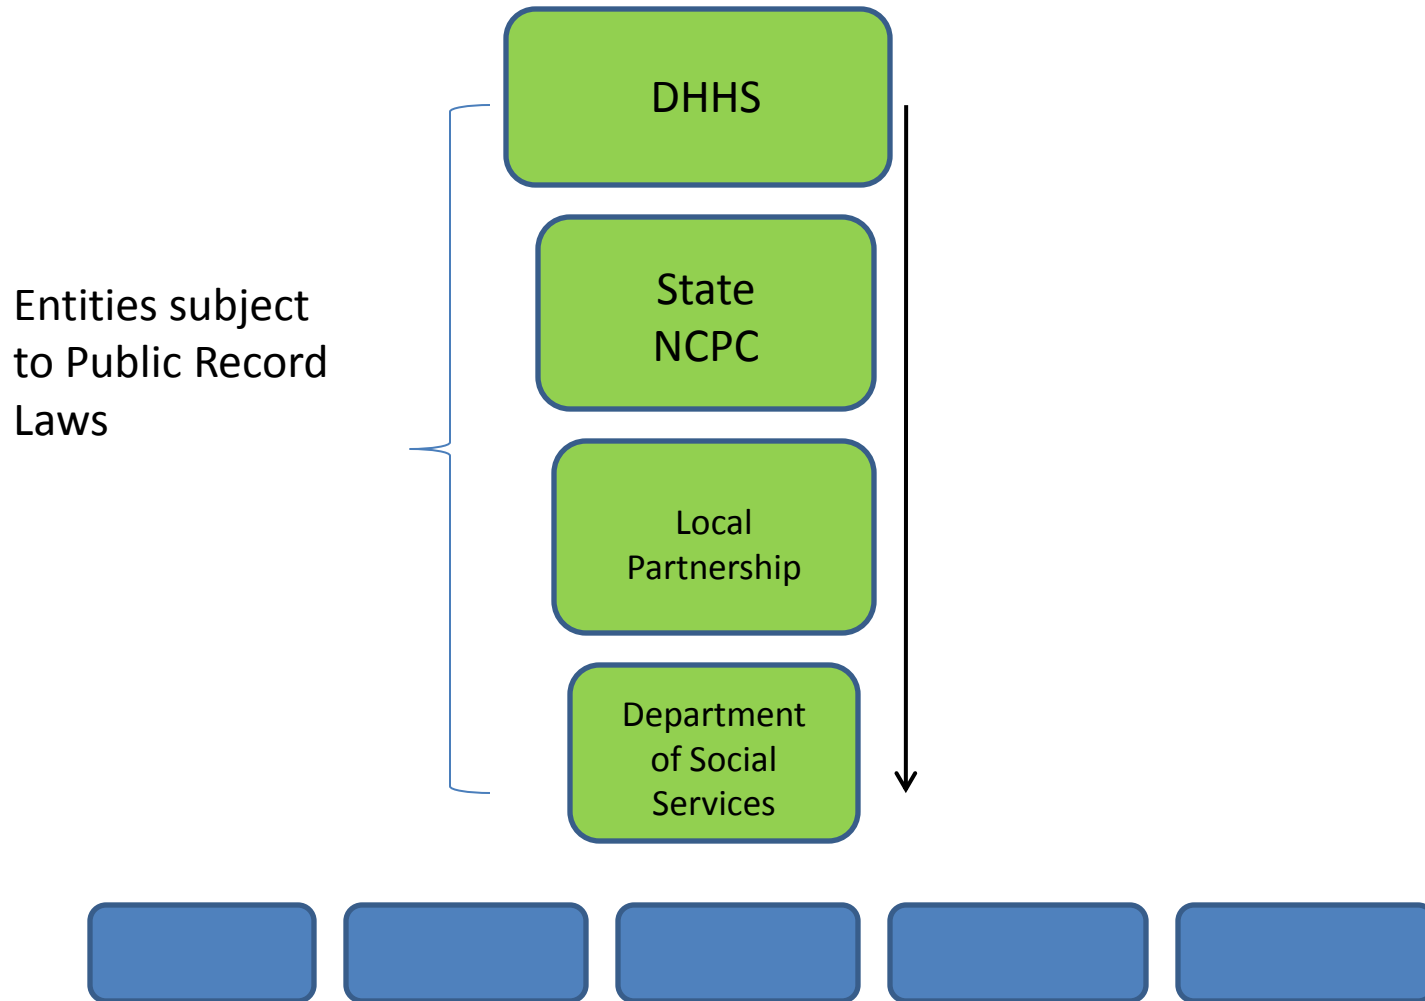 DHHS
State
NCPC
Entities subject
to Public Record
Laws
Local
Partnership
Department
of Social
Services